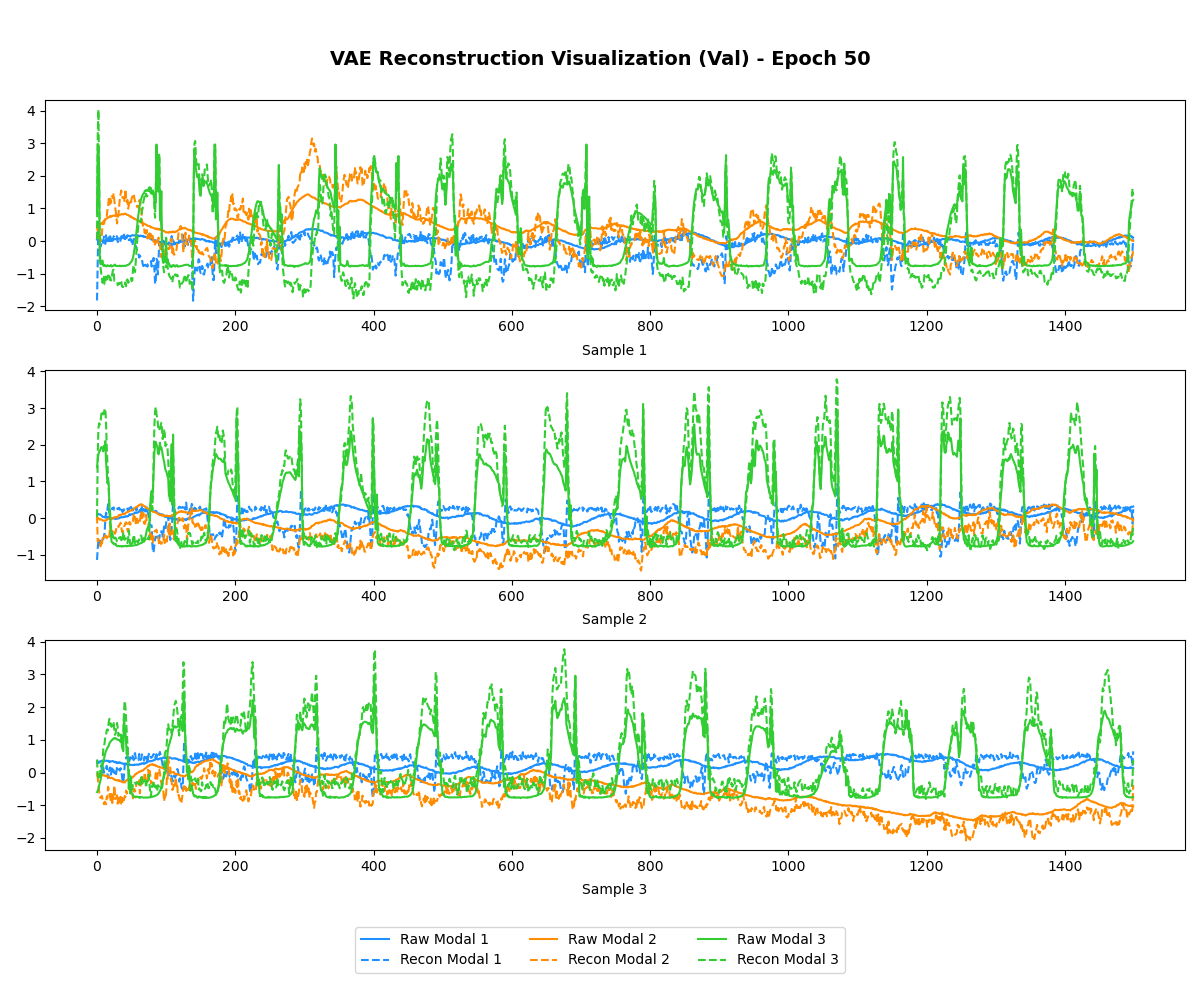 VAE Reconstruction Visualization (Val) - Epoch 50
4
3
2
1
0
−1
−2
0 200 400 600 800 1000 1200 1400
Sample 1
4
3
2
1
0
−1
0 200 400 600 800 1000 1200 1400
Sample 2
4
3
2
1
0
−1
−2
0 200 400 600 800 1000 1200 1400
Sample 3
Raw Modal 1 Raw Modal 2 Raw Modal 3
Recon Modal 1 Recon Modal 2 Recon Modal 3